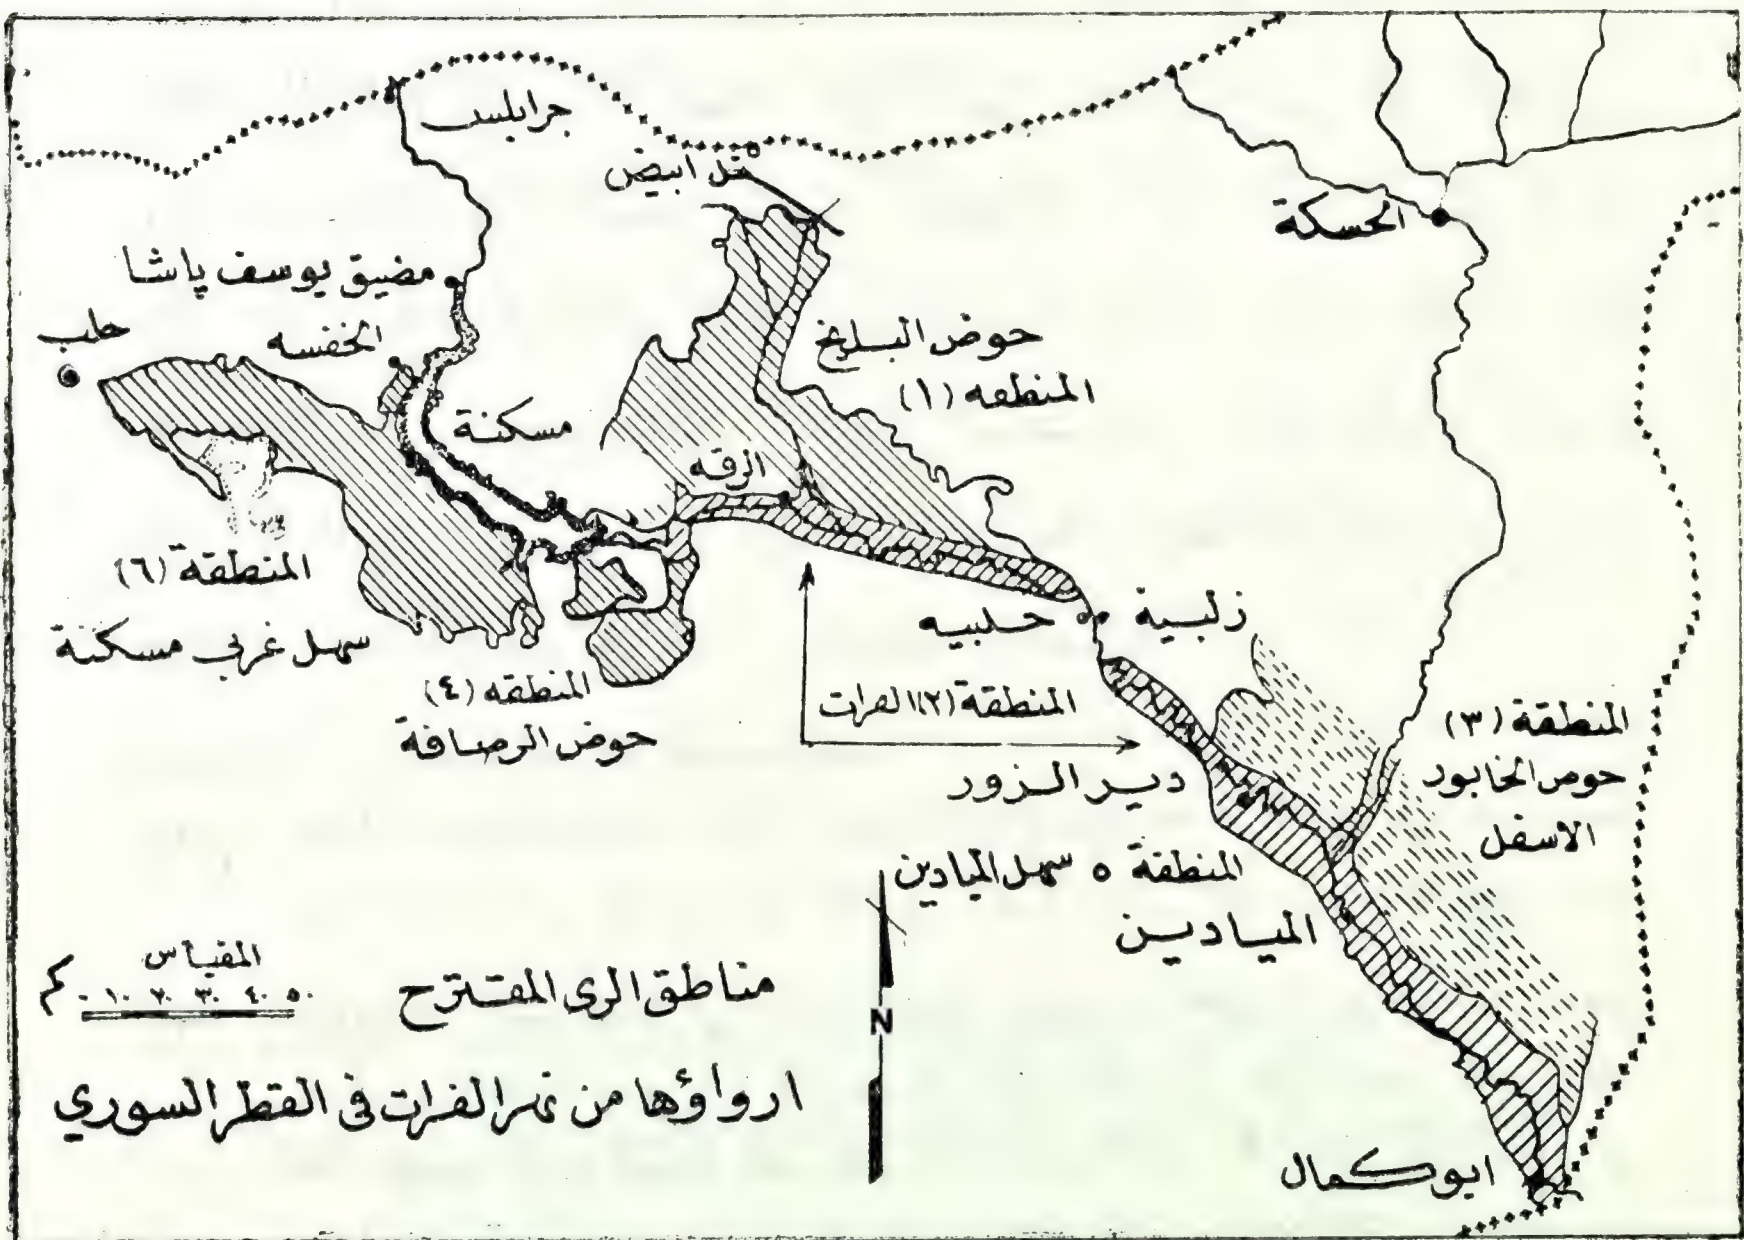 جرابلس
تل ابيض
الحسكة
مضيق يوسف پاشا
حلب
الخفسه
حوض البليخ
المنطقه (١)
مسكنة
الرقه
المنطقة (٦)
سهل غربي مسكنة
زلبية
حلبيه
المنطقه (٤)
حوض الرصافة
المنطقة (٢) الفرات
المنطقة (٣)
حوض الخابور
الاسفل
دير الزور
المنطقة ٥ سهل الميادين
الميادين
المقياس
٠ ١٠ ٢٠ ٣٠ ٤٠ ٥٠ كم
N
مناطق الري المقترح
ارواؤها من نهر الفرات في القطر السوري
ابوكمال